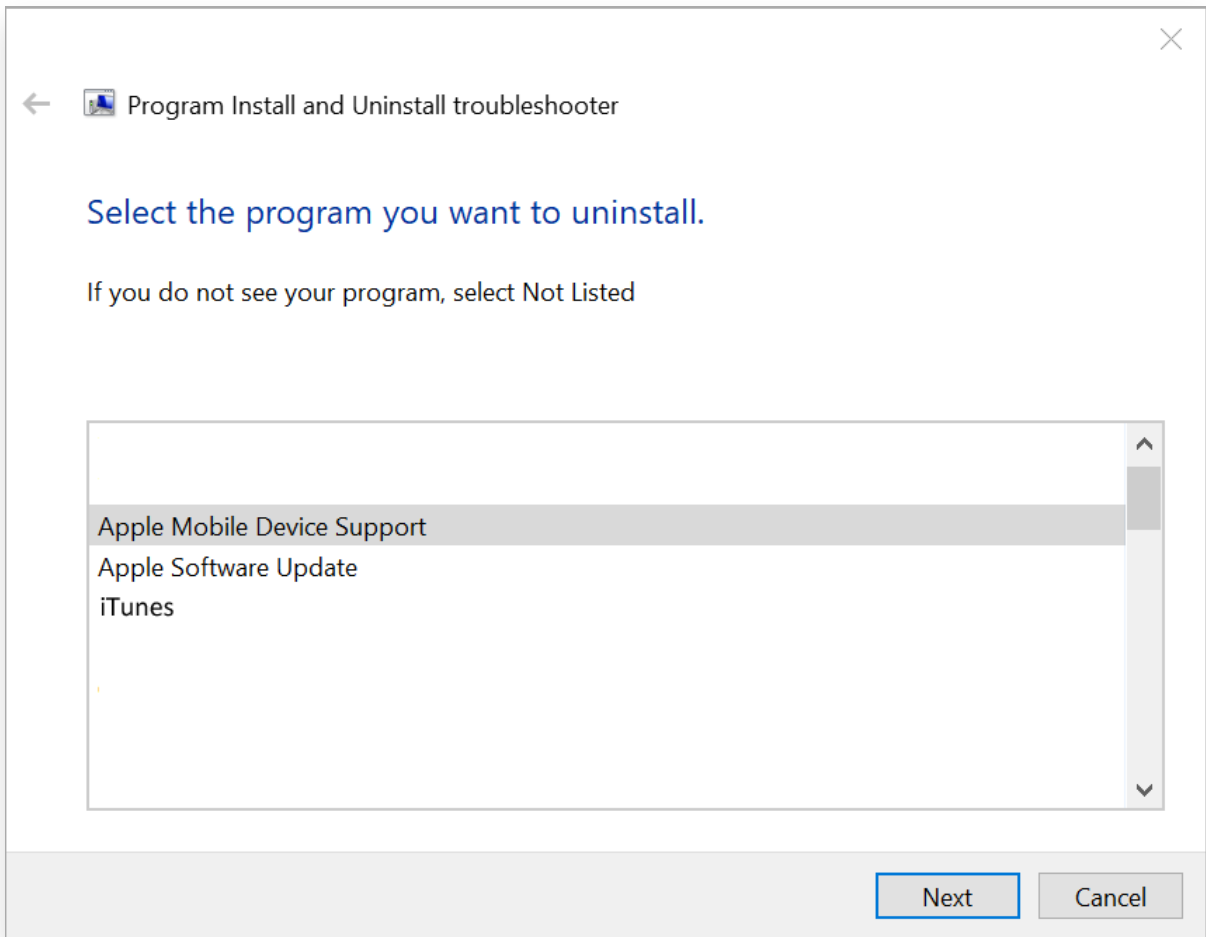 Program Install and Uninstall troubleshooter
Select the program you want to uninstall.
If you do not see your program, select Not Listed
Apple Mobile Device Support
Apple Software Update
iTunes
Next
Cancel